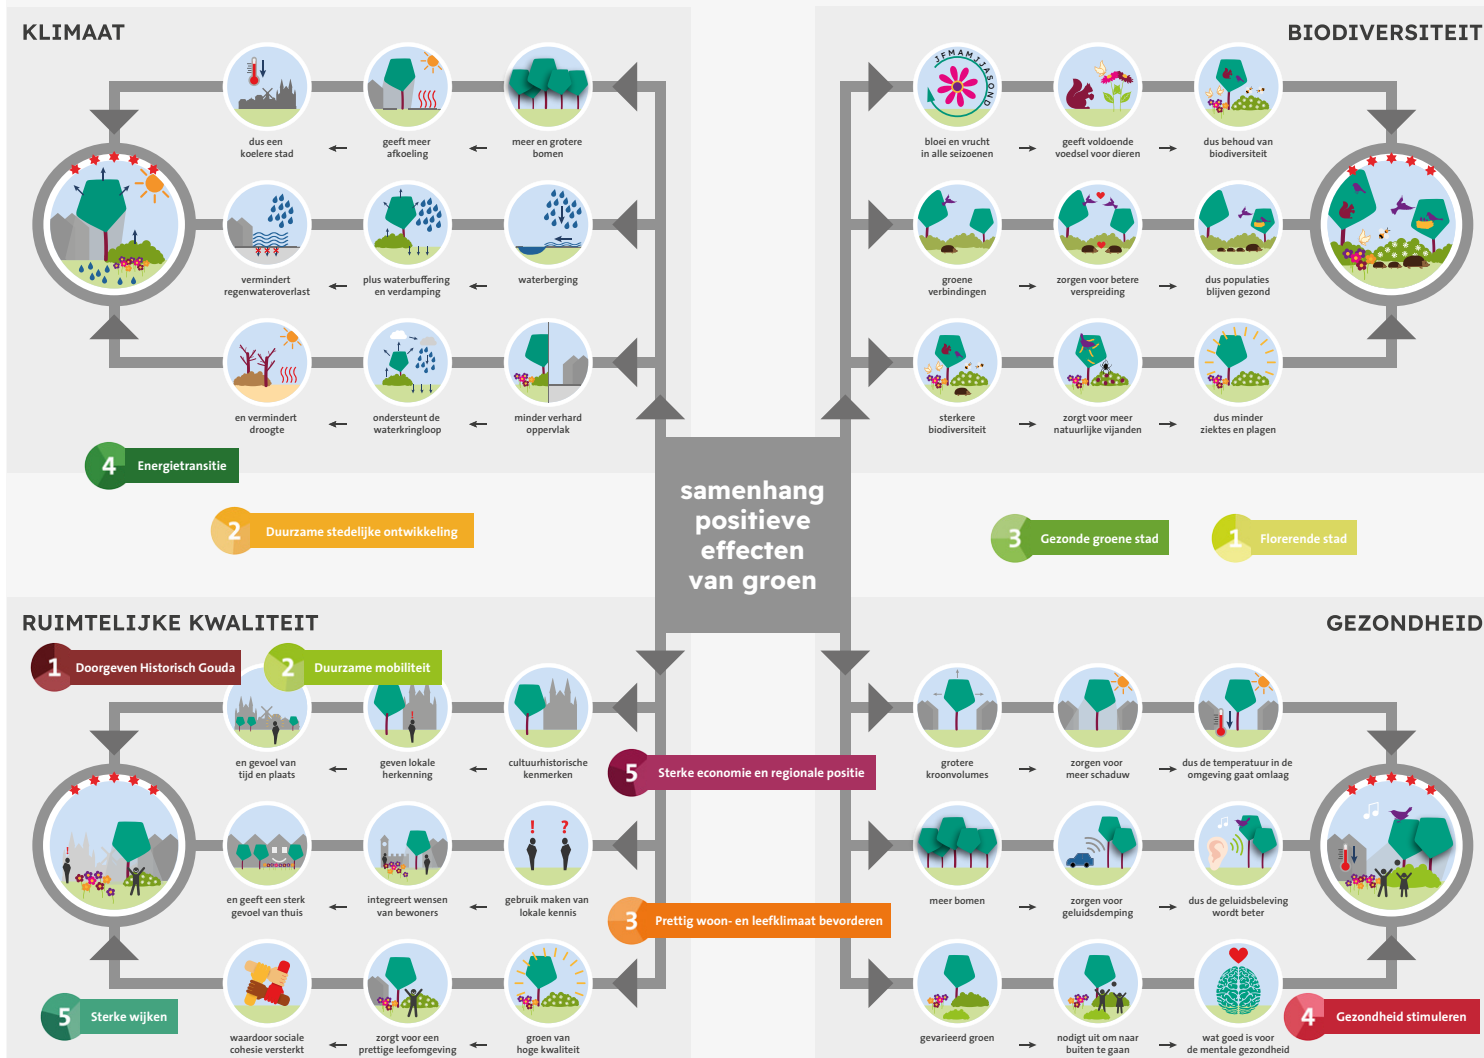 KLIMAAT
dus een
koelere stad
geeft meer
afkoeling
meer en grotere
bomen
vermindert
regenwateroverlast
plus waterbuffering
en verdamping
waterberging
en vermindert
droogte
ondersteunt de
waterkringloop
minder verhard
oppervlak
4 Energietransitie
2 Duurzame stedelijke ontwikkeling
BIODIVERSITEIT
JFMAMJJASOND
bloei en vrucht
in alle seizoenen
geeft voldoende
voedsel voor dieren
dus behoud van
biodiversiteit
groene
verbindingen
zorgen voor betere
verspreiding
dus populaties
blijven gezond
sterkere
biodiversiteit
zorgt voor meer
natuurlijke vijanden
dus minder
ziektes en plagen
3 Gezonde groene stad
1 Florerende stad
samenhang
positieve
effecten
van groen
RUIMTELIJKE KWALITEIT
1 Doorgeven Historisch Gouda
2 Duurzame mobiliteit
!
en gevoel van
tijd en plaats
geven lokale
herkenning
cultuurhistorische
kenmerken
5 Sterke economie en regionale positie
!
! ?
en geeft een sterk
gevoel van thuis
integreert wensen
van bewoners
gebruik maken van
lokale kennis
3 Prettig woon- en leefklimaat bevorderen
5 Sterke wijken
waardoor sociale
cohesie versterkt
zorgt voor een
prettige leefomgeving
groen van
hoge kwaliteit
GEZONDHEID
grotere
kroonvolumes
zorgen voor
meer schaduw
dus de temperatuur in de
omgeving gaat omlaag
meer bomen
zorgen voor
geluidsdemping
dus de geluidsbeleving
wordt beter
4 Gezondheid stimuleren
gevarieerd groen
nodigt uit om naar
buiten te gaan
wat goed is voor
de mentale gezondheid